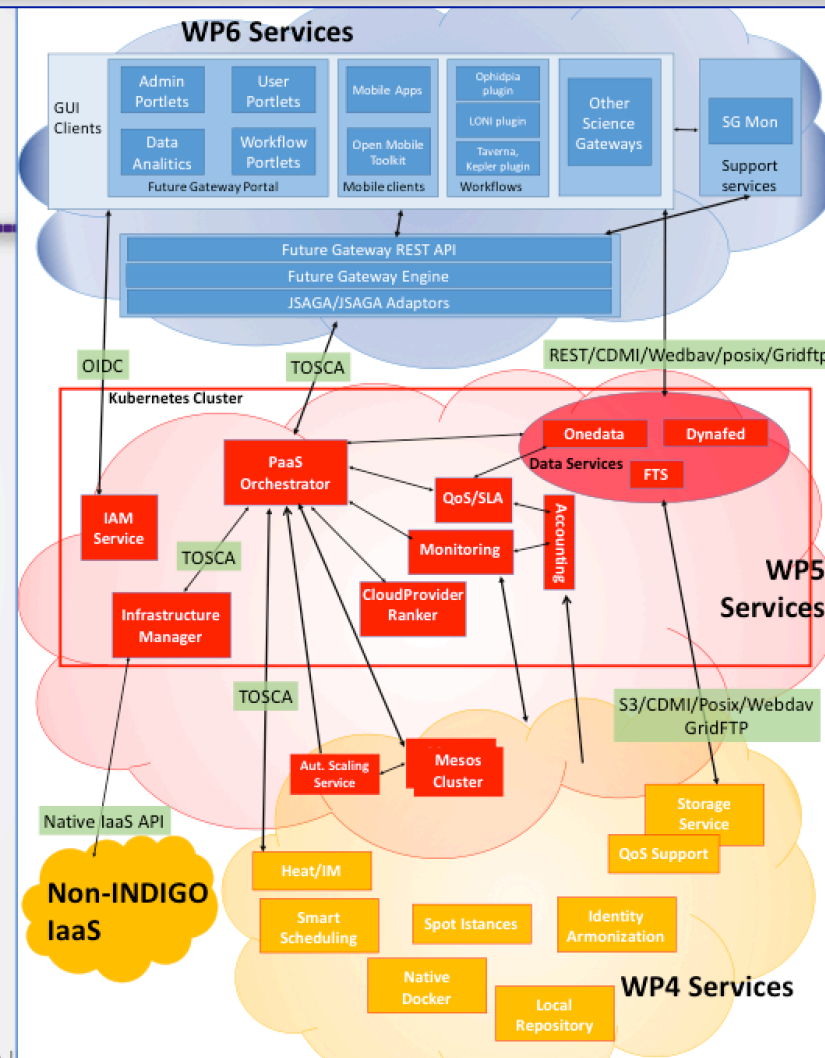 WP6 Services
GUI
Clients
Admin
Portlets
User
Portlets
Data
Analitics
Workflow
Portlets
Future Gateway Portal
Mobile Apps
Open Mobile
Toolkit
Mobile clients
Ophidpia
plugin
LONI plugin
Taverna,
Kepler plugin
Workflows
Other
Science
Gateways
SG Mon
Support
services
Future Gateway REST API
Future Gateway Engine
JSAGA/JSAGA Adaptors
OIDC
TOSCA
REST/CDMI/Wedbav/posix/Gridftp
Kubernetes Cluster
Onedata
Dynafed
Data Services
FTS
PaaS
Orchestrator
QoS/SLA
Accounting
IAM
Service
Monitoring
TOSCA
CloudProvider
Ranker
WP5
Services
Infrastructure
Manager
TOSCA
S3/CDMI/Posix/Webdav
GridFTP
Aut. Scaling
Service
Mesos
Cluster
Storage
Service
QoS Support
Native IaaS API
Non-INDIGO
IaaS
Heat/IM
Smart
Scheduling
Spot Istances
Identity
Armonization
Native
Docker
Local
Repository
WP4 Services